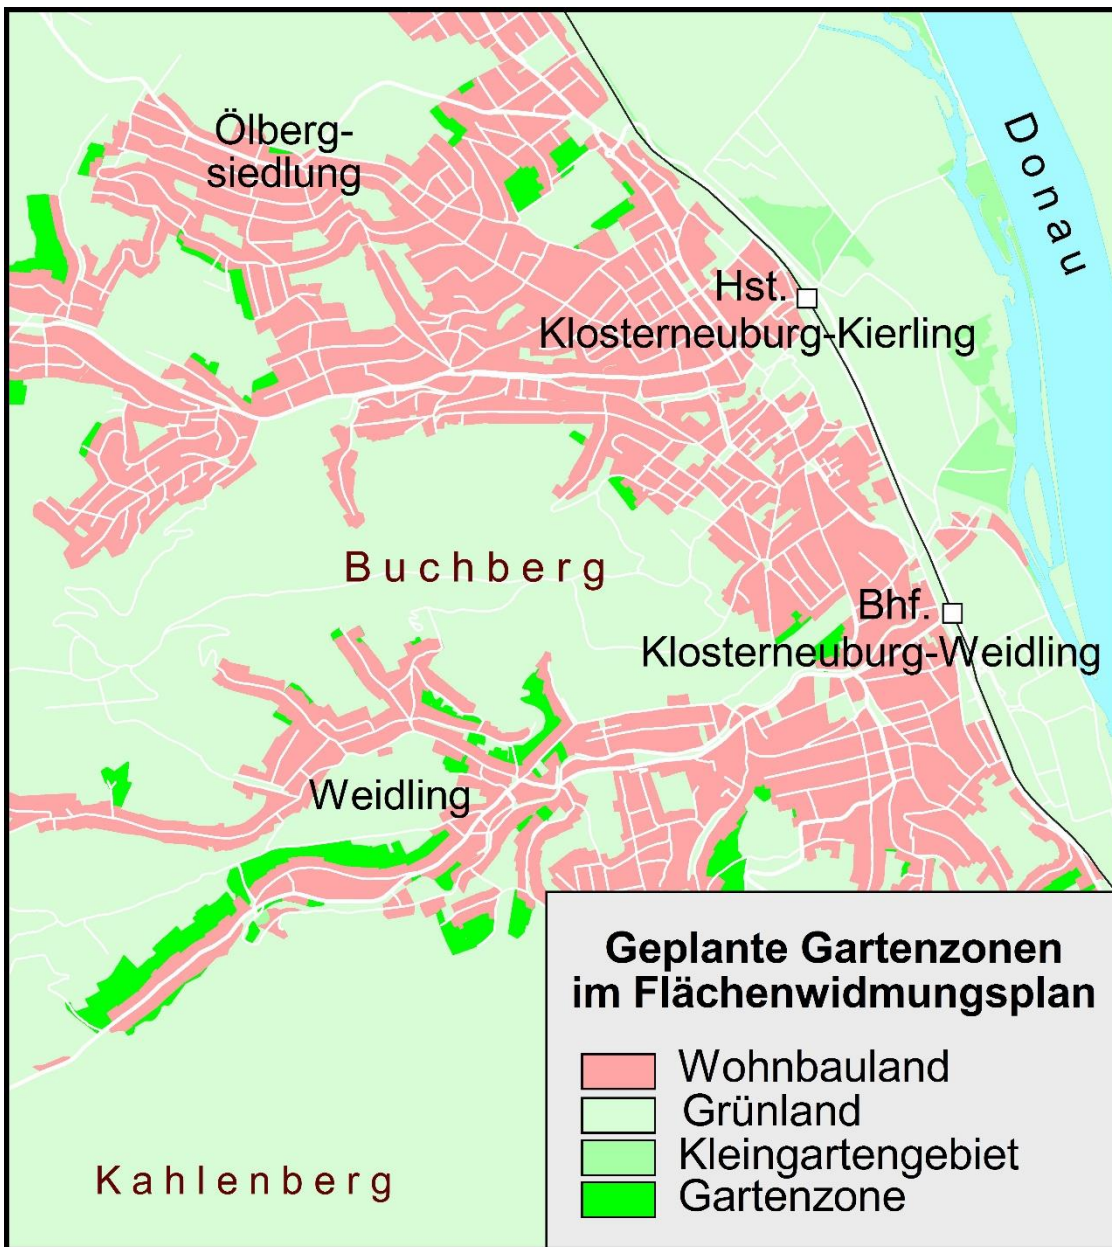 Ölberg-
siedlung
Donau
Hst.
Klosterneuburg-Kierling
Buchberg
Bhf.
Klosterneuburg-Weidling
Weidling
Kahlenberg
Geplante Gartenzonen
im Flächenwidmungsplan
Wohnbauland
Grünland
Kleingartengebiet
Gartenzone